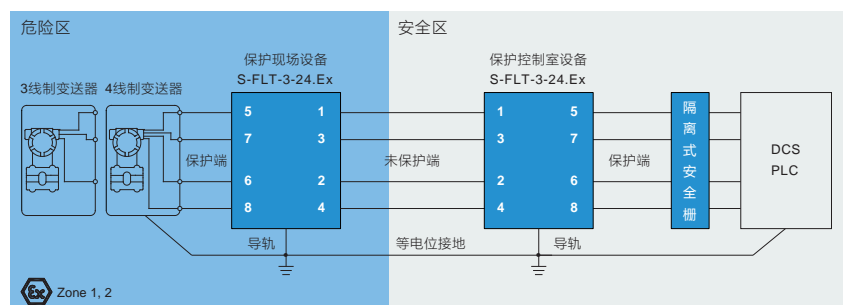 危险区
安全区
保护现场设备
S-FLT-3-24.Ex
保护控制室设备
S-FLT-3-24.Ex
3线制变送器
4线制变送器
5 1
7 3
6 2
8 4
保护端
未保护端
1 5
3 7
2 6
4 8
保护端
隔离式安全栅
DCS
PLC
导轨
等电位接地
导轨
Ex
Zone 1, 2